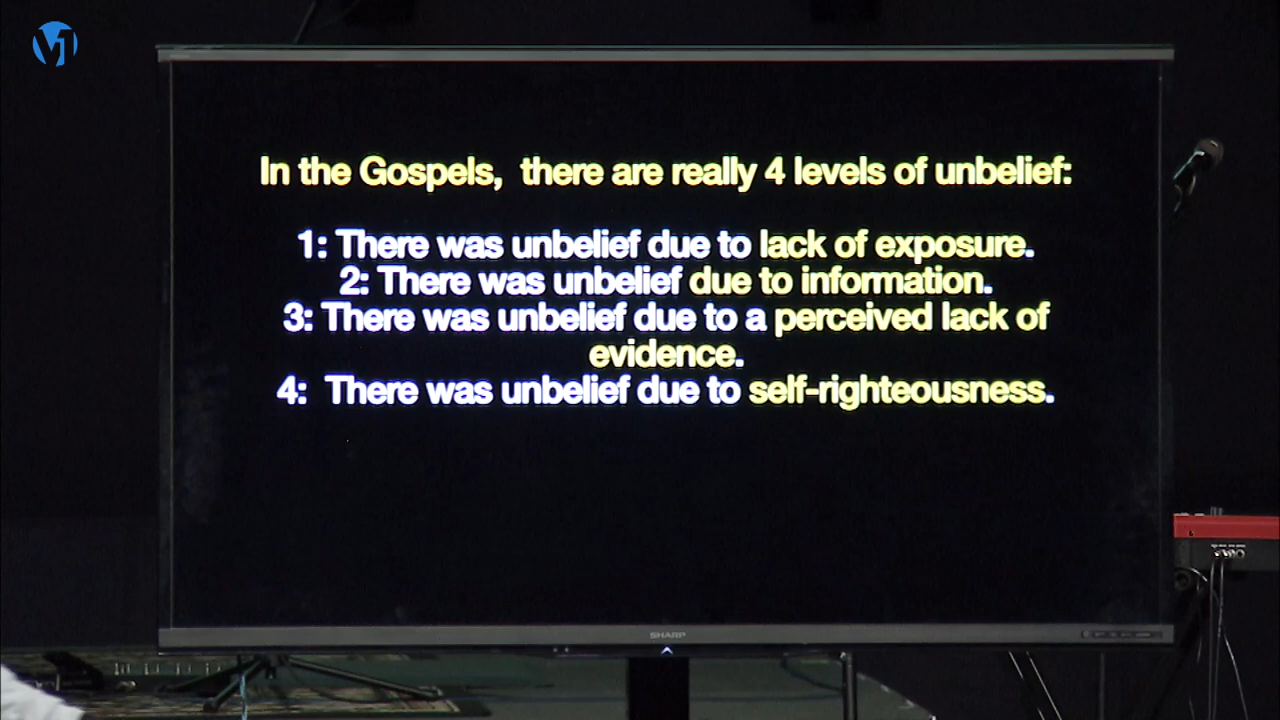 In the Gospels,  there are really 4 levels of unbelief:
1: There was unbelief due to lack of exposure.
2: There was unbelief due to information.
3: There was unbelief due to a perceived lack of
evidence.
4:  There was unbelief due to self-righteousness.
SHARP